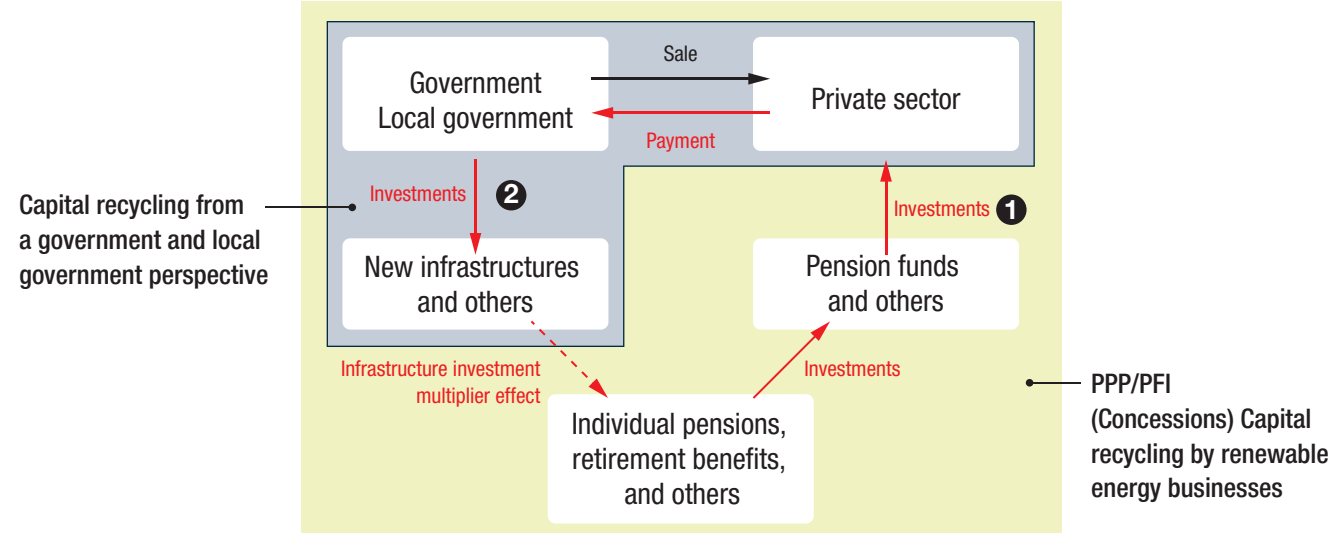 Government
Local government
Sale
Payment
Private sector
Investments
2
Investments
1
Capital recycling from
a government and local
government perspective
New infrastructures
and others
Pension funds
and others
Infrastructure investment
multiplier effect
Investments
Individual pensions,
retirement benefits,
and others
PPP/PFI
(Concessions) Capital
recycling by renewable
energy businesses